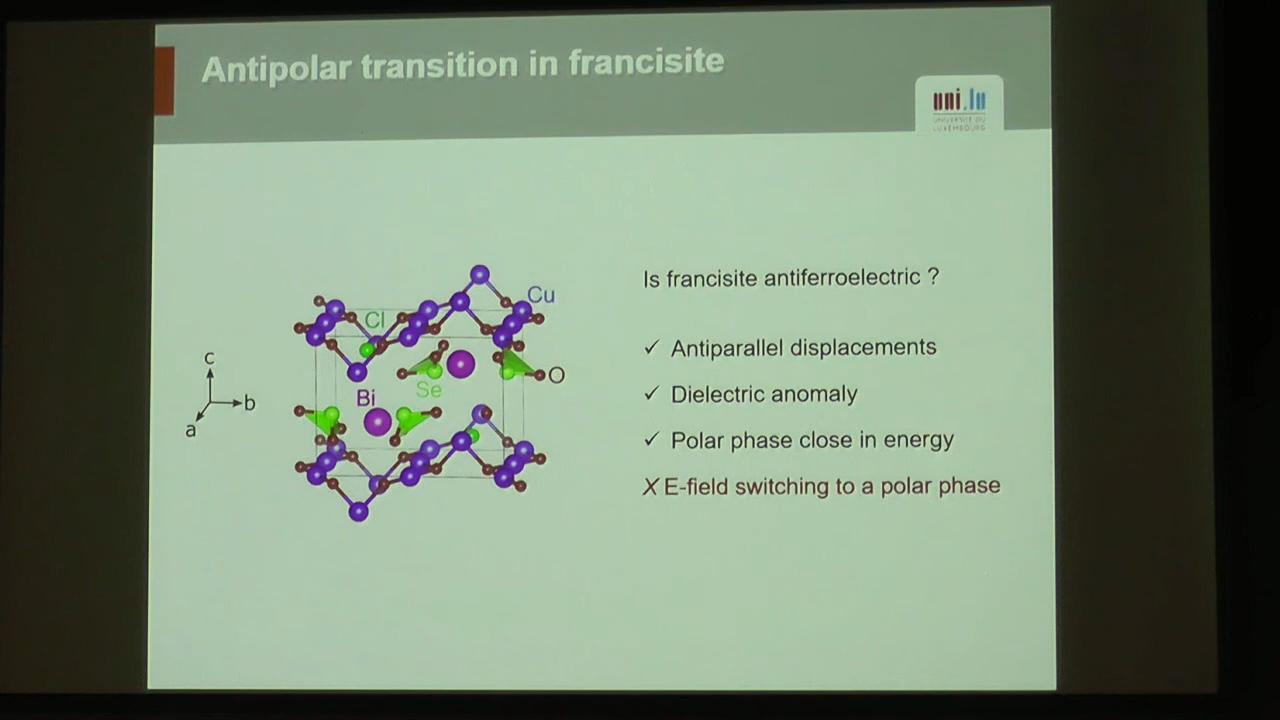 Antipolar transition in francisite
uni.lu
UNIVERSITÉ DU
LUXEMBOURG
Is francisite antiferroelectric ?
✓ Antiparallel displacements
✓ Dielectric anomaly
✓ Polar phase close in energy
X E-field switching to a polar phase
Cu
Cl
O
Se
Bi
c
b
a